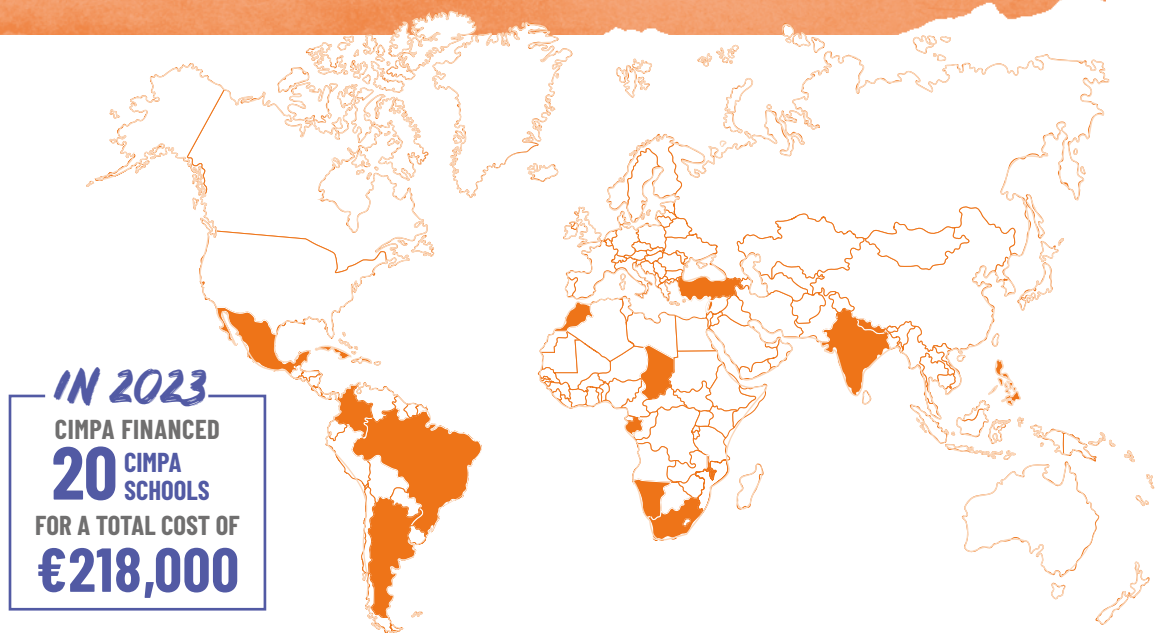 IN 2023
CIMPA FINANCED
20 CIMPA
SCHOOLS
FOR A TOTAL COST OF
€218,000